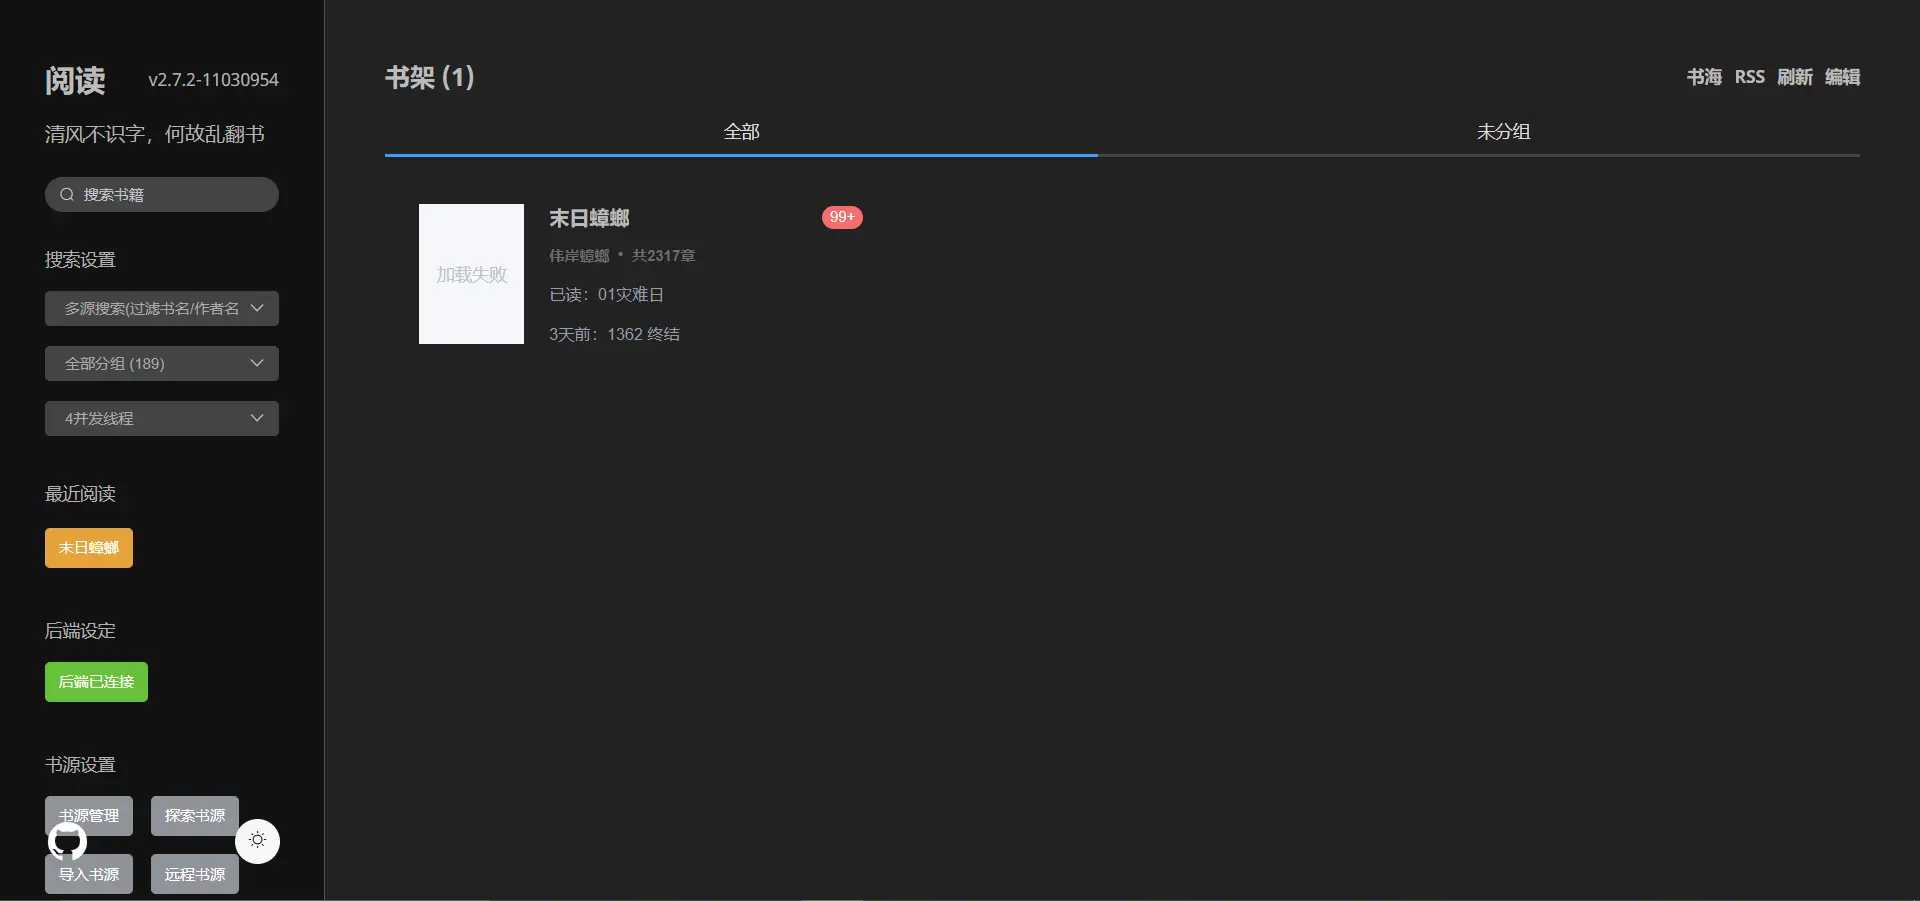 阅读
v2.7.2-11030954
清风不识字，何故乱翻书
搜索书籍
搜索设置
多源搜索(过滤书名/作者名
全部分组 (189)
4并发线程
最近阅读
末日蟑螂
后端设定
后端已连接
书源设置
书源管理
探索书源
导入书源
远程书源
书架 (1)
书海
RSS
刷新
编辑
全部
未分组
加载失败
末日蟑螂
99+
伟岸蟑螂 • 共2317章
已读：01灾难日
3天前：1362 终结